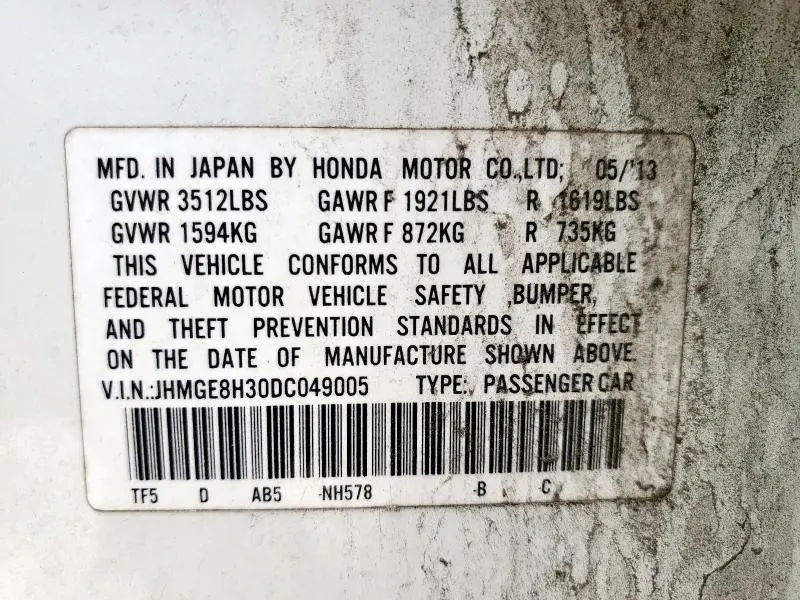 MFD. IN JAPAN BY HONDA MOTOR CO.,LTD; 05/'13
GVWR 3512LBS GAWR F 1921LBS R 1619LBS
GVWR 1594KG GAWR F 872KG R 735KG
THIS VEHICLE CONFORMS TO ALL APPLICABLE
FEDERAL MOTOR VEHICLE SAFETY ,BUMPER,
AND THEFT PREVENTION STANDARDS IN EFFECT
ON THE DATE OF MANUFACTURE SHOWN ABOVE.
V.I.N.:JHMGE8H30DC049005 TYPE: PASSENGER CAR
TF5 D AB5 -NH578 -B C